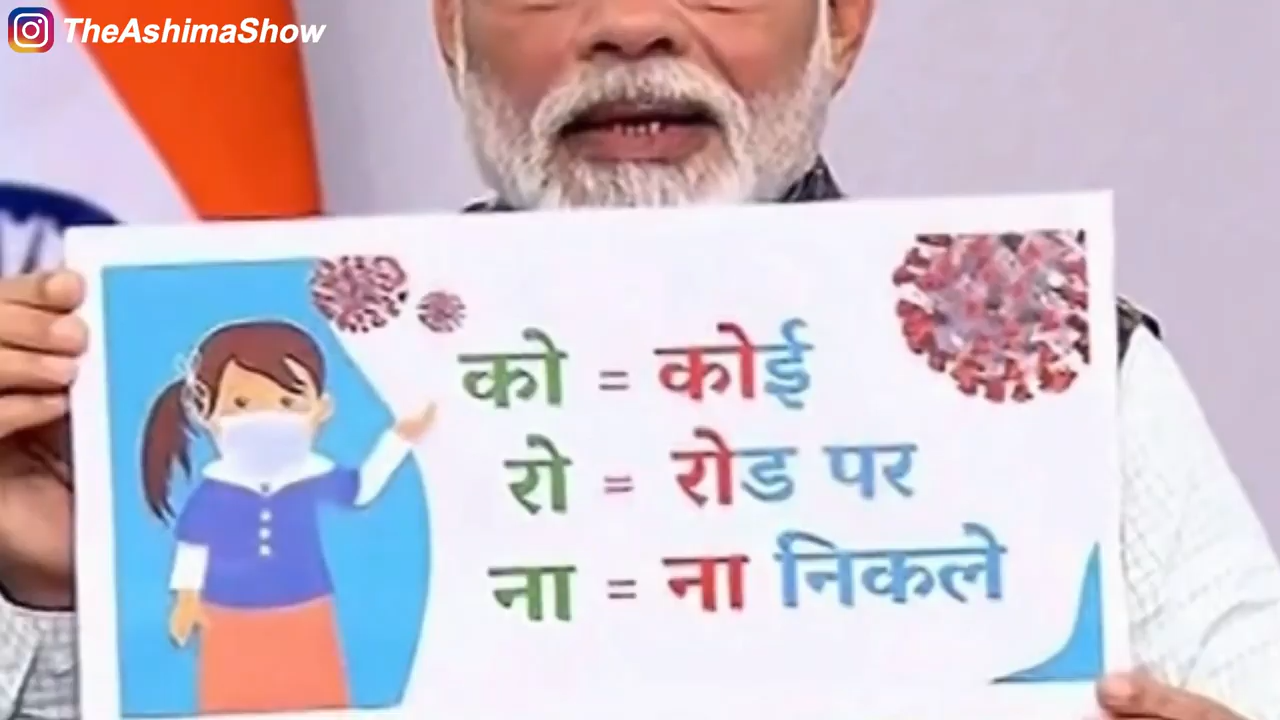 TheAshimaShow
को = कोई
रो = रोड पर
ना = ना निकले